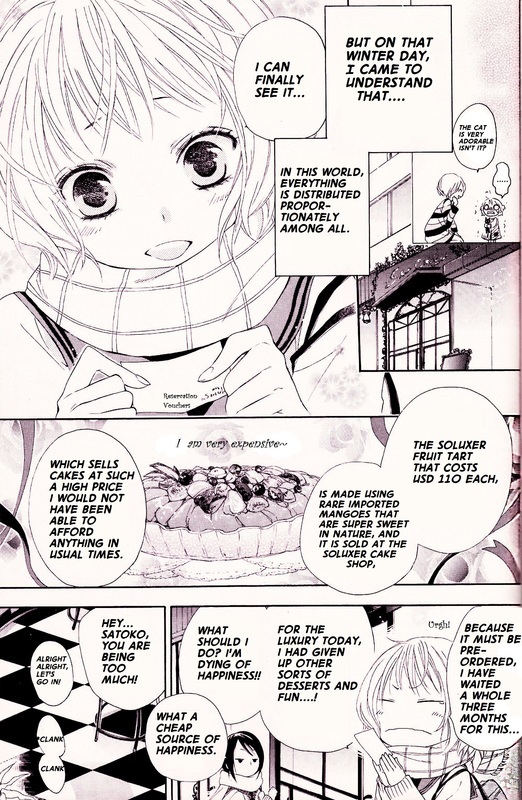 BUT ON THAT
WINTER DAY,
I CAME TO
UNDERSTAND
THAT....
I CAN
FINALLY
SEE IT...
THE CAT
IS VERY
ADORABLE
ISN'T IT?
......
IN THIS WORLD,
EVERYTHING
IS DISTRIBUTED
PROPOR-
TIONATELY
AMONG ALL.
Reservation
Vouchers
THE SOLUXER
FRUIT TART
THAT COSTS
USD 110 EACH,
IS MADE USING
RARE IMPORTED
MANGOES THAT
ARE SUPER SWEET
IN NATURE, AND
IT IS SOLD AT THE
SOLUXER CAKE
SHOP,
I am very expensive~
WHICH SELLS
CAKES AT SUCH
A HIGH PRICE
I WOULD NOT
HAVE BEEN
ABLE TO
AFFORD
ANYTHING IN
USUAL TIMES.
BECAUSE
IT MUST BE
PRE-
ORDERED,
I HAVE
WAITED
A WHOLE
THREE
MONTHS
FOR THIS...
Urgh!
FOR THE
LUXURY TODAY,
I HAD GIVEN
UP OTHER
SORTS OF
DESSERTS AND
FUN....!
WHAT
SHOULD I
DO? I'M
DYING OF
HAPPINESS!!
WHAT A
CHEAP
SOURCE OF
HAPPINESS.
HEY...
SATOKO,
YOU ARE
BEING
TOO
MUCH!
ALRIGHT
ALRIGHT,
LET'S
GO IN!
CLANK
CLANK